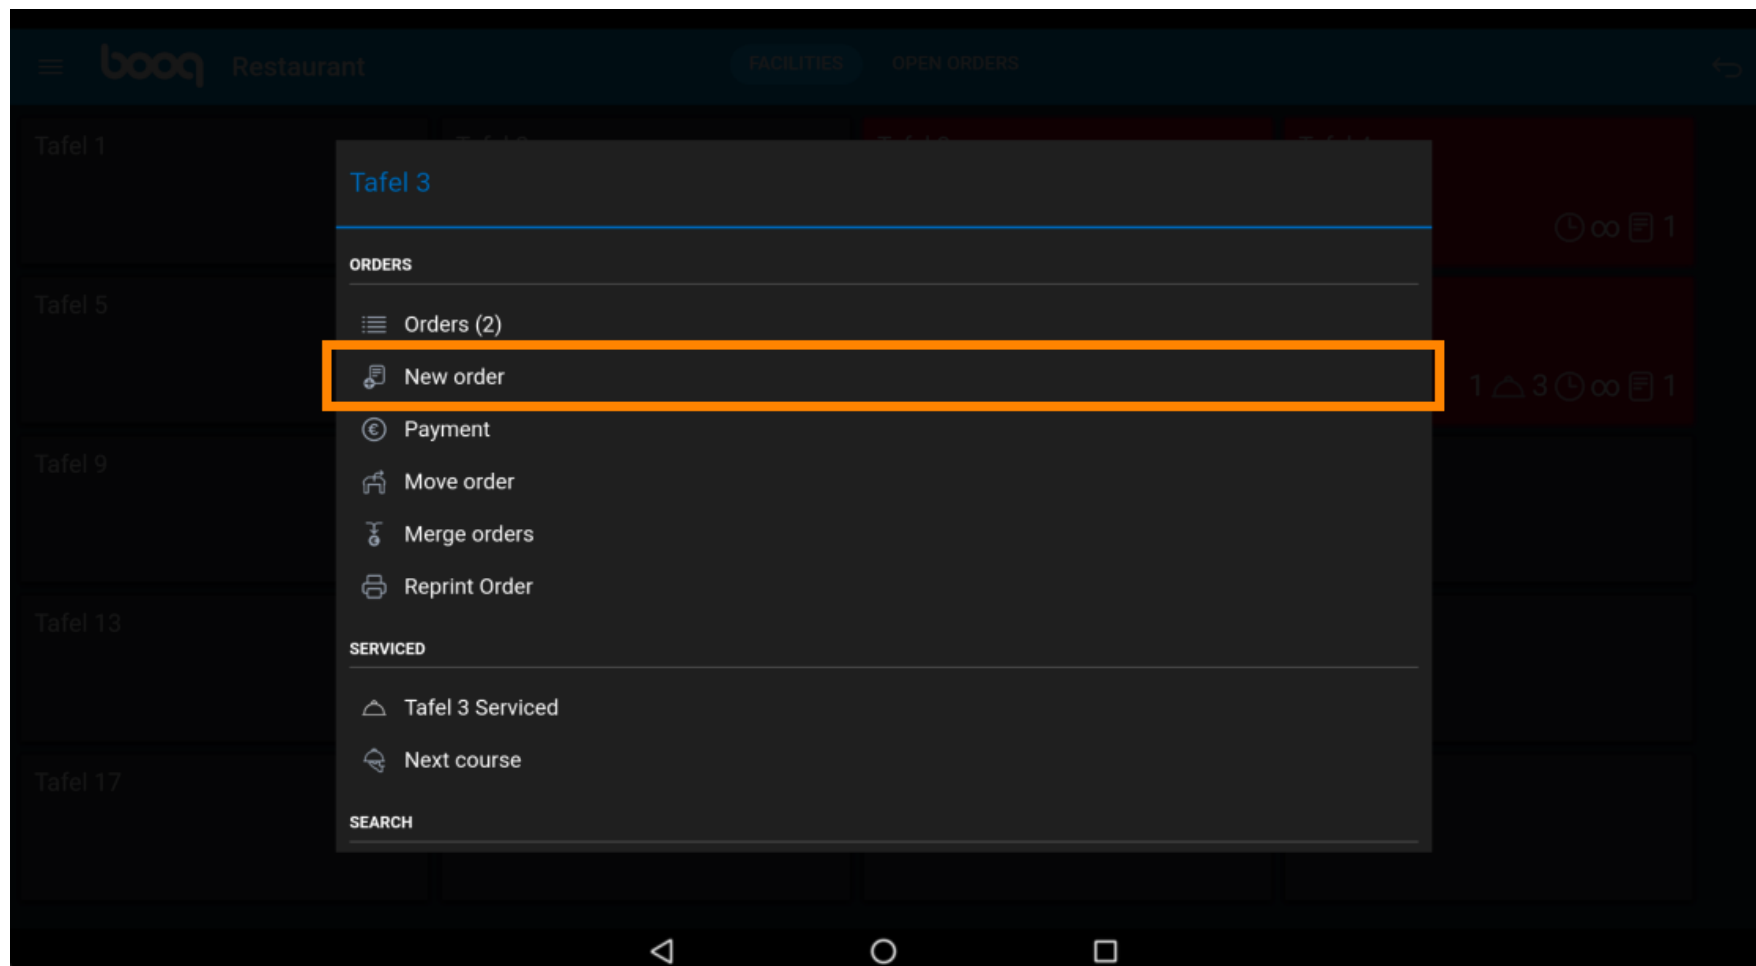 booq Restaurant FACILITIES OPEN ORDERS
Tafel 1
Tafel 3
1
ORDERS
Tafel 5
Orders (2)
New order
1 3 1
Payment
Tafel 9
Move order
Merge orders
Reprint Order
Tafel 13
SERVICED
Tafel 3 Serviced
Next course
Tafel 17
SEARCH